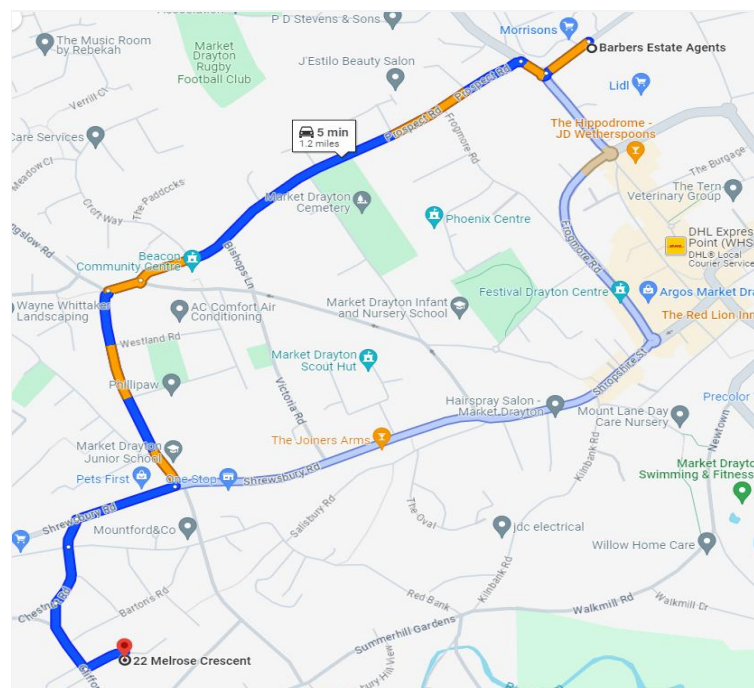 Association
P D Stevens & Sons
Morrisons
The Music Room
by Rebekah
Market
Drayton
Rugby
Football Club
Barbers Estate Agents
J'Estilo Beauty Salon
Prospect Rd
Lidl
Verrill Cl
5 min
1.2 miles
Prospect Rd
The Hippodrome -
JD Wetherspoons
Care Services
Frogmore Rd
The Burgage
Meadow Cl
The Paddocks
Croft Way
Market Drayton
Cemetery
The Tern
Veterinary Group
Phoenix Centre
DHL Express
Point (WHS
DHL® Local
Courier Service
Bishops Ln
Frogmore Rd
Beacon
Community Centre
Festival Drayton Centre
Argos Market Dra
Wayne Whittaker
Landscaping
AC Comfort Air
Conditioning
Market Drayton Infant
and Nursery School
The Red Lion Inn
Westland Rd
Market Drayton
Scout Hut
Shropshire St
Phillipaw
Victoria Rd
Hairspray Salon -
Market Drayton
Precolor
Mount Lane Day
Care Nursery
Newtown
Market Drayton
Junior School
The Joiners Arms
Kilnbank Rd
Market Drayto
Swimming & Fitness
Pets First
One Stop
Shrewsbury Rd
Shrewsbury Rd
Salisbury Rd
The Oval
Mountford&Co
jdc electrical
Willow Home Care
Chestnut Rd
Barton's Rd
Kilnbank Rd
Red Bank
Walkmill Rd
Walkmill Dr
Summerhill Gardens
22 Melrose Crescent